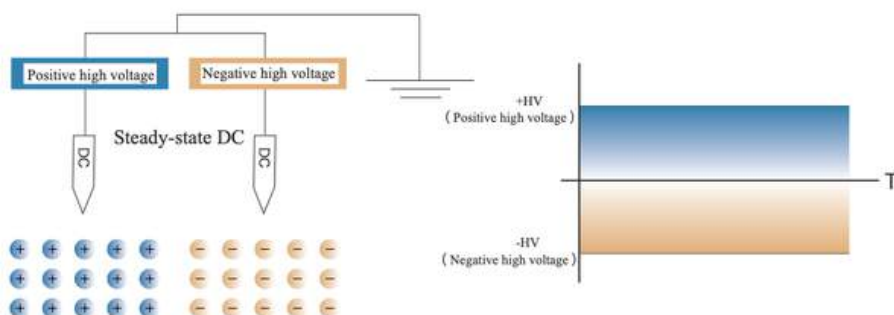 Positive high voltage
Negative high voltage
Steady-state DC
DC
DC
+HV
( Positive high voltage )
T
-HV
( Negative high voltage )